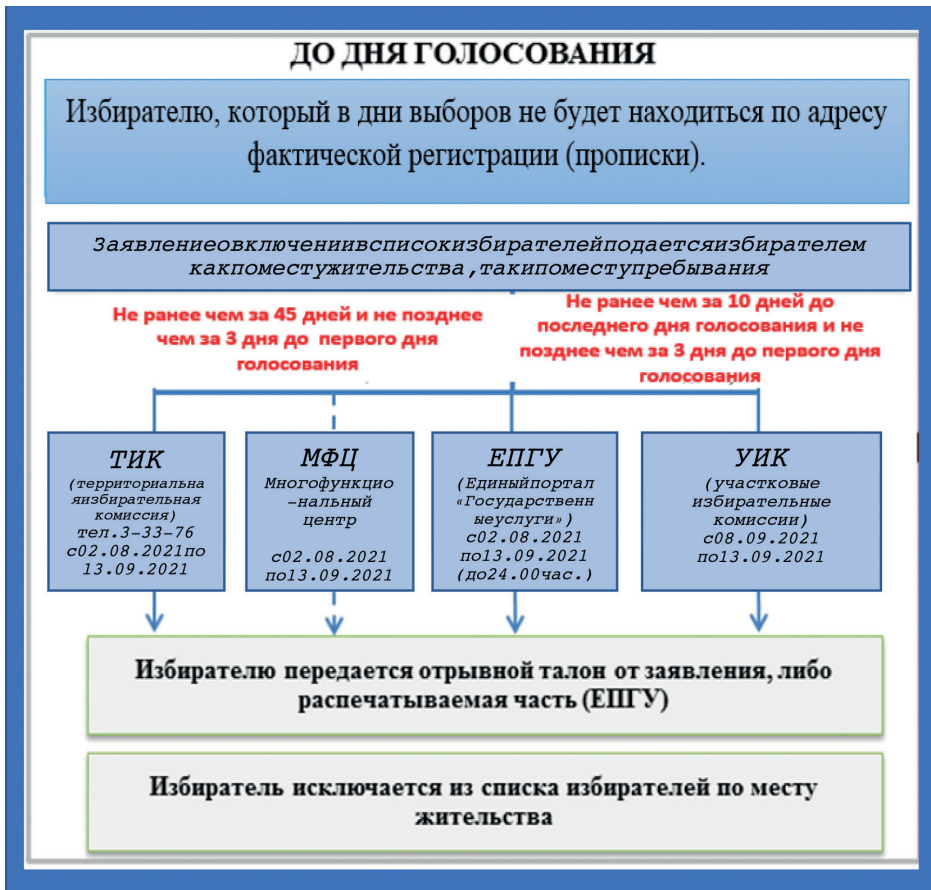 ДО ДНЯ ГОЛОСОВАНИЯ
Избирателю, который в дни выборов не будет находиться по адресу
фактической регистрации (прописки).
Заявлениеовключениивсписокизбирателейподаетсяизбирателем
какпоместужительства,такипоместупребывания
Не ранее чем за 45 дней и не позднее
чем за 3 дня до первого дня
голосования
Не ранее чем за 10 дней до
последнего дня голосования и не
позднее чем за 3 дня до первого дня
голосования
ТИК
(территориальна
яизбирательная
комиссия)
тел.3-33-76
с02.08.2021по
13.09.2021
МФЦ
Многофункцио
-нальный
центр
с02.08.2021
по13.09.2021
ЕПГУ
(Единыйпортал
«Государственн
ыеуслуги»)
с02.08.2021
по13.09.2021
(до24.00час.)
УИК
(участковые
избирательные
комиссии)
с08.09.2021
по13.09.2021
Избирателю передается отрывной талон от заявления, либо
распечатываемая часть (ЕПГУ)
Избиратель исключается из списка избирателей по месту
жительства